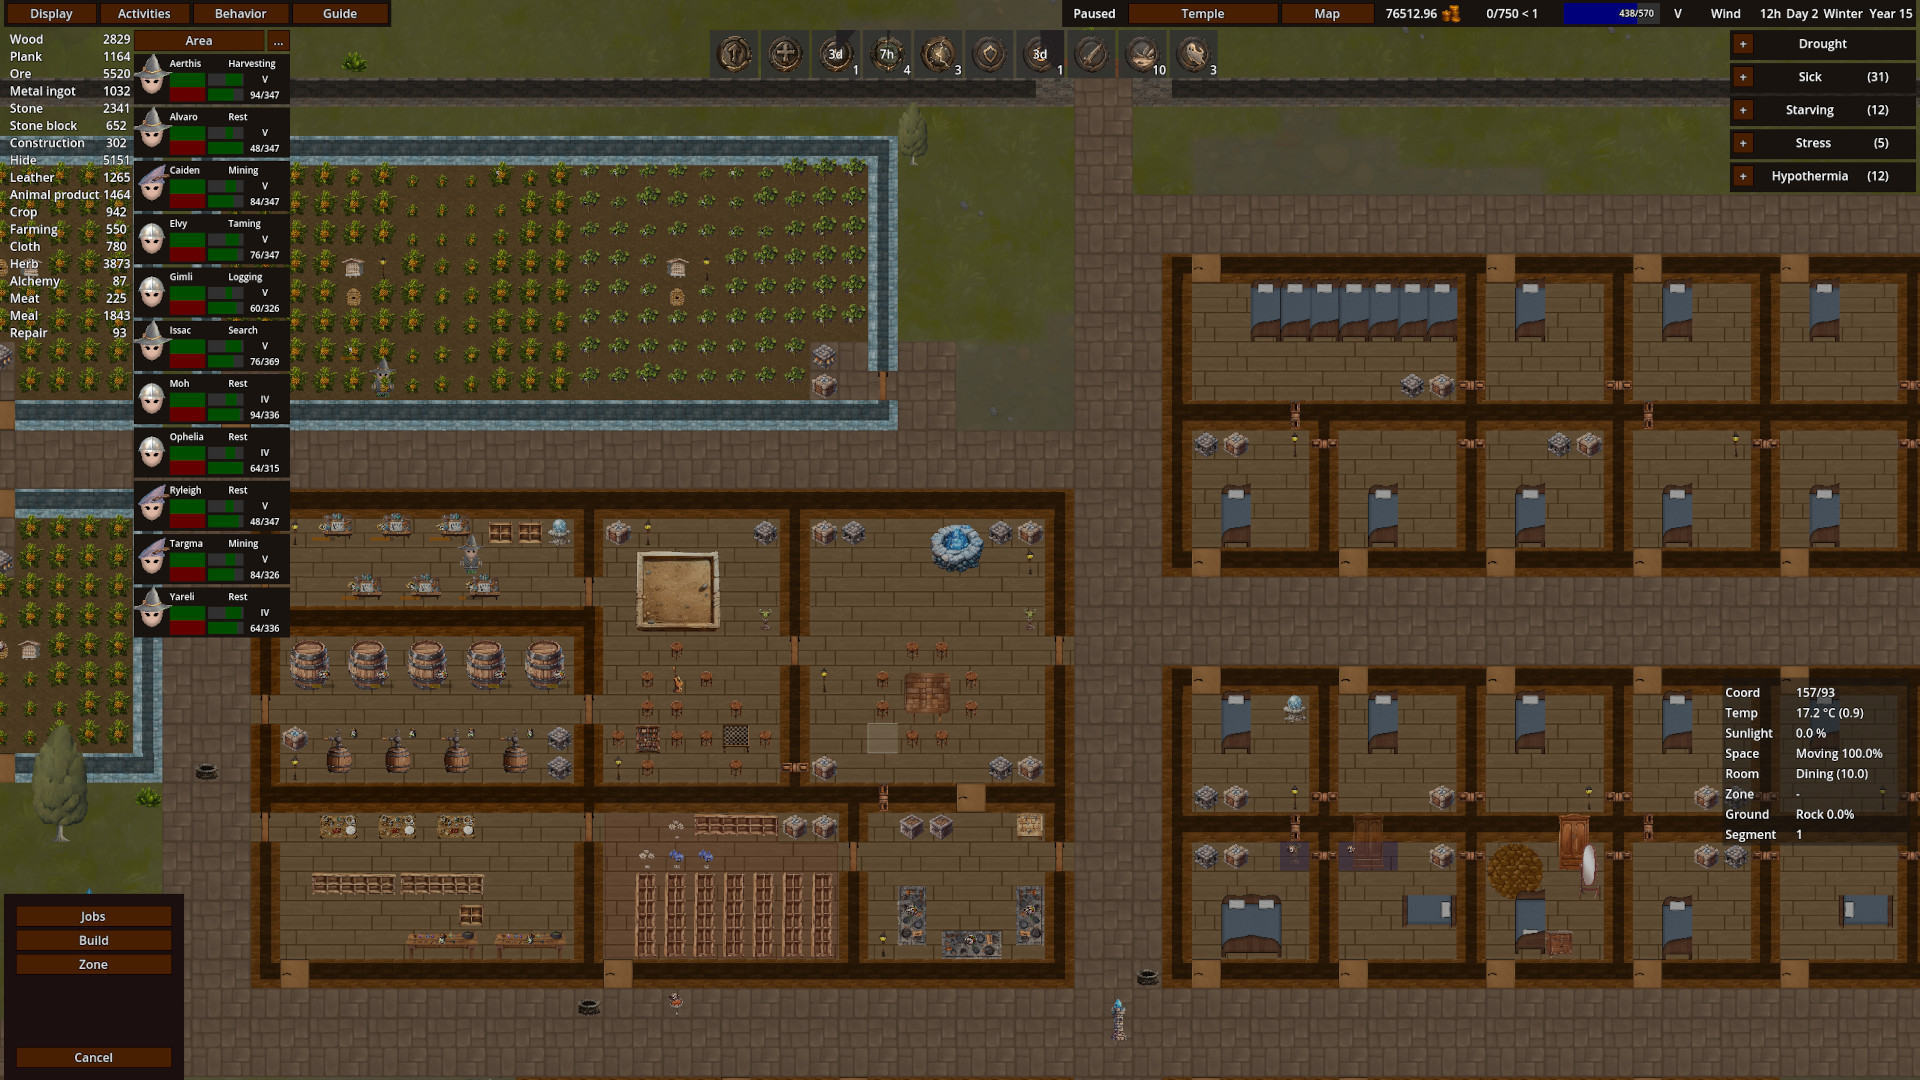 Display Activities Behavior Guide
Paused Temple Map 76512.96 0/750 < 1 438/570 V Wind 12h Day 2 Winter Year 15
Wood 2829
Plank 1164
Ore 5520
Metal ingot 1032
Stone 2341
Stone block 652
Construction 302
Hide 5151
Leather 1265
Animal product 1464
Crop 942
Farming 550
Cloth 780
Herb 3873
Alchemy 87
Meat 225
Meal 1843
Repair 93
Area ...
Aerthis Harvesting
V
94/347
Alvaro Rest
V
48/347
Caiden Mining
V
84/347
Elvy Taming
V
76/347
Gimli Logging
V
60/326
Issac Search
V
76/369
Moh Rest
IV
94/336
Ophelia Rest
IV
64/315
Ryleigh Rest
V
48/347
Targma Mining
V
84/326
Yareli Rest
IV
64/336
3d 1
7h 4
3
3d 1
10
3
+ Drought
+ Sick (31)
+ Starving (12)
+ Stress (5)
+ Hypothermia (12)
Coord 157/93
Temp 17.2 °C (0.9)
Sunlight 0.0 %
Space Moving 100.0%
Room Dining (10.0)
Zone -
Ground Rock 0.0%
Segment 1
Jobs
Build
Zone
Cancel